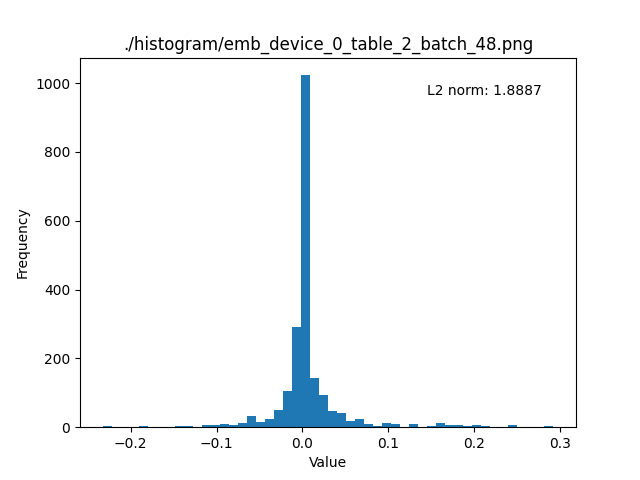 ./histogram/emb_device_0_table_2_batch_48.png
L2 norm: 1.8887
1000
800
600
400
200
0
Frequency
−0.2 −0.1 0.0 0.1 0.2 0.3
Value